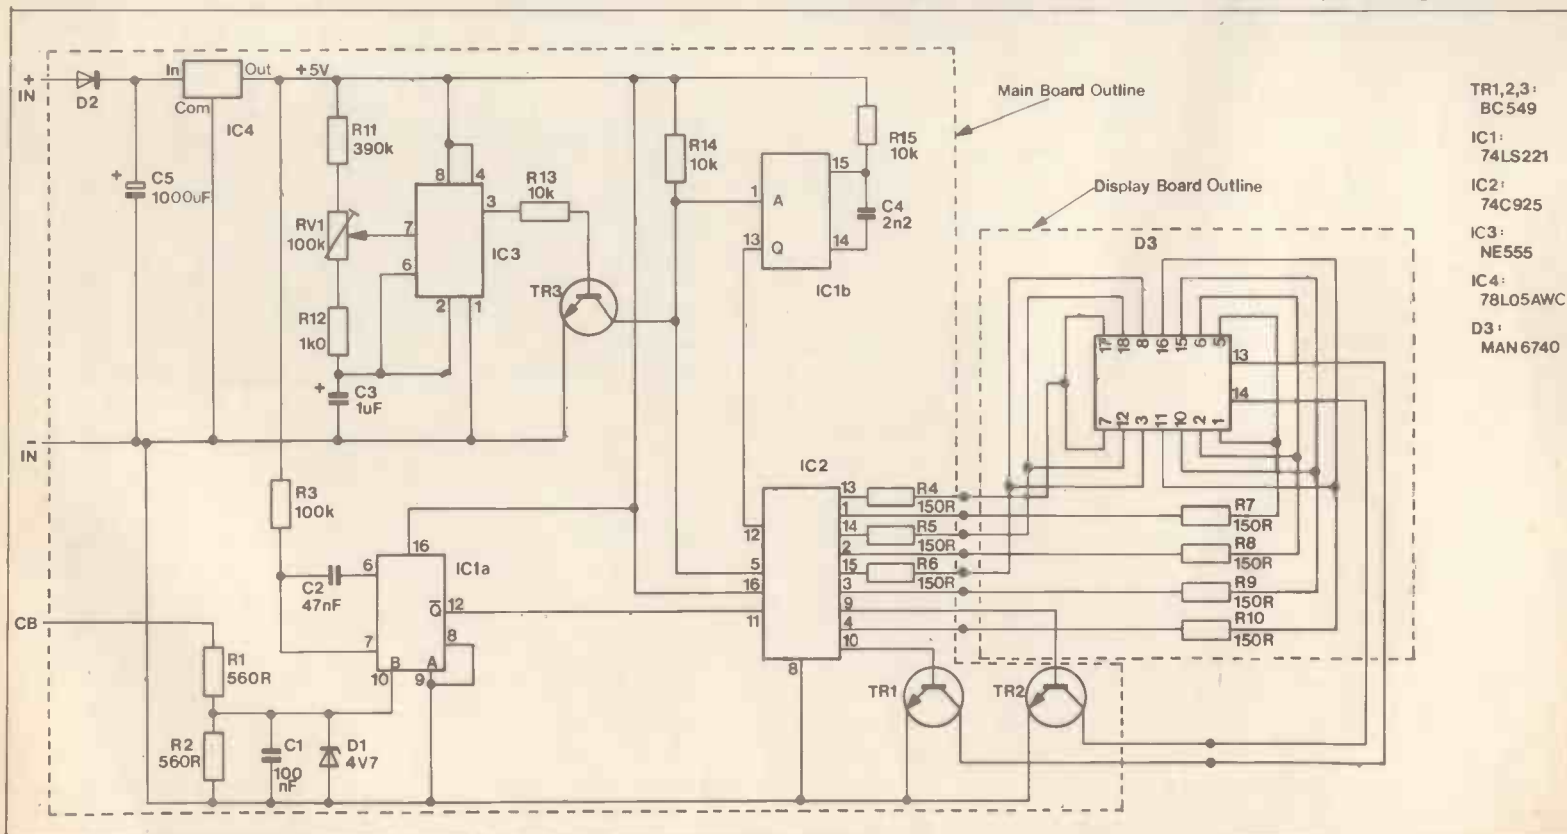 +
IN
D2
In
Out
Com
IC4
+5V
+
C5
1000uF
R11
390k
RV1
100k
R12
1k0
+
C3
1uF
8
4
3
7
6
2
1
IC3
R13
10k
TR3
R14
10k
1
A
15
13
Q
14
IC1b
R15
10k
C4
2n2
Main Board Outline
Display Board Outline
D3
17
18
8
16
15
6
5
13
14
7
12
3
11
10
2
1
TR1,2,3:
BC549
IC1:
74LS221
IC2:
74C925
IC3:
NE555
IC4:
78L05AWC
D3:
MAN6740
−
IN
R3
100k
C2
47nF
16
6
IC1a
Q
12
7
8
B
A
10
9
CB
R1
560R
R2
560R
C1
100
nF
D1
4V7
IC2
12
5
16
11
8
13
1
14
2
15
3
9
4
10
R4
150R
R5
150R
R6
150R
R7
150R
R8
150R
R9
150R
R10
150R
TR1
TR2